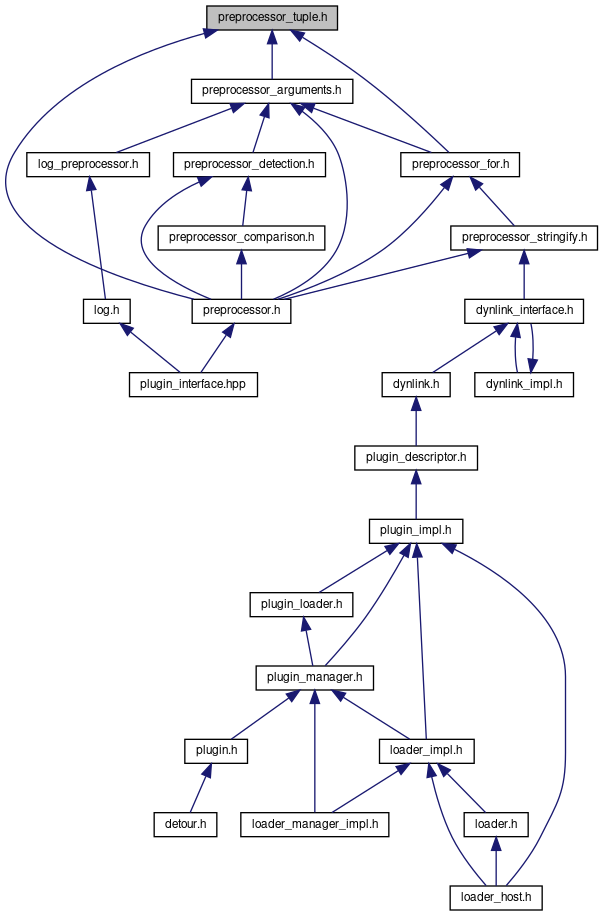 preprocessor_tuple.h
preprocessor_arguments.h
log_preprocessor.h
preprocessor_detection.h
preprocessor_for.h
preprocessor_comparison.h
preprocessor_stringify.h
log.h
preprocessor.h
dynlink_interface.h
plugin_interface.hpp
dynlink.h
dynlink_impl.h
plugin_descriptor.h
plugin_impl.h
plugin_loader.h
plugin_manager.h
plugin.h
loader_impl.h
detour.h
loader_manager_impl.h
loader.h
loader_host.h